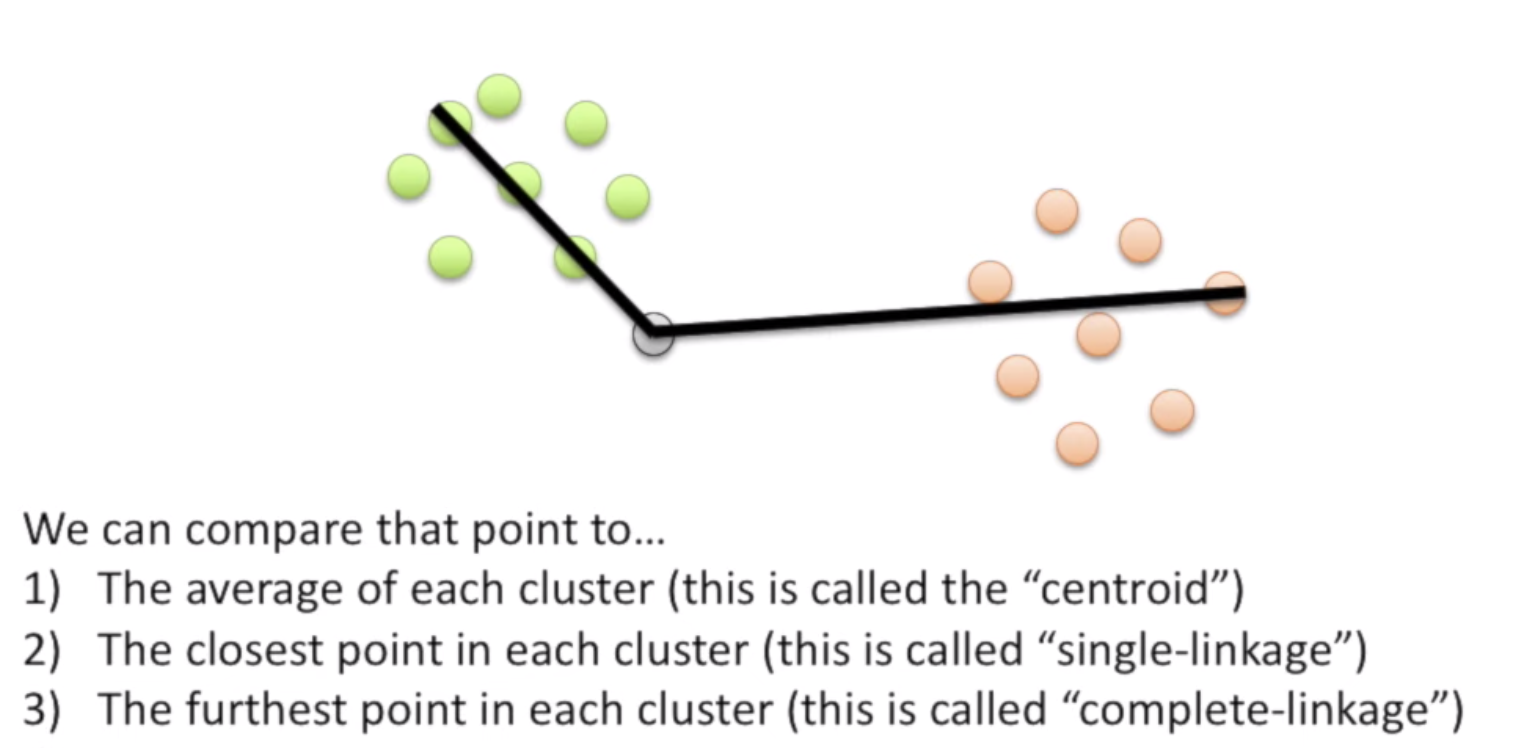 We can compare that point to...
1) The average of each cluster (this is called the “centroid”)
2) The closest point in each cluster (this is called “single-linkage”)
3) The furthest point in each cluster (this is called “complete-linkage”)